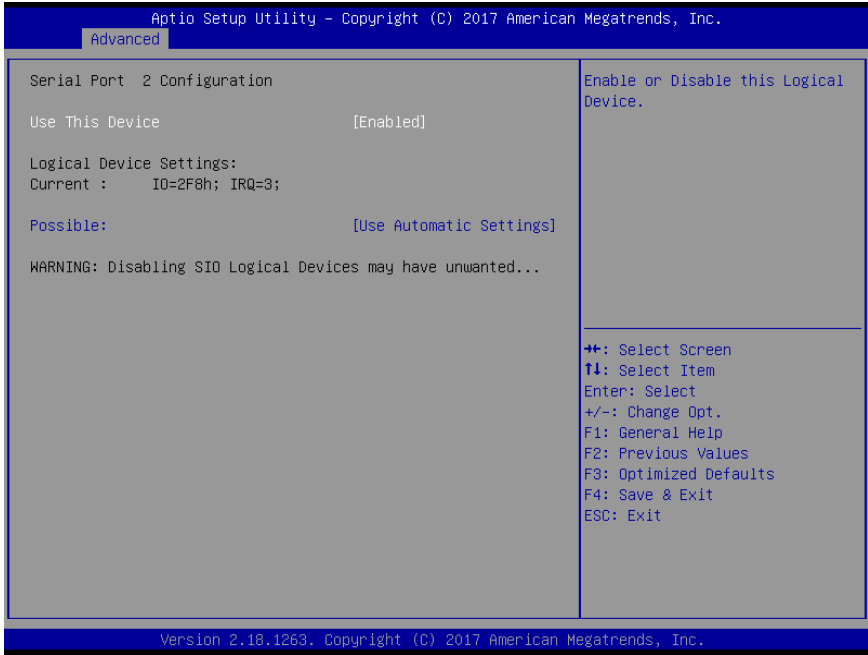 Aptio Setup Utility – Copyright (C) 2017 American Megatrends, Inc.
Advanced
Serial Port 2 Configuration
Use This Device [Enabled]
Logical Device Settings:
Current : IO=2F8h; IRQ=3;
Possible: [Use Automatic Settings]
WARNING: Disabling SIO Logical Devices may have unwanted...
Enable or Disable this Logical
Device.
→←: Select Screen
↑↓: Select Item
Enter: Select
+/-: Change Opt.
F1: General Help
F2: Previous Values
F3: Optimized Defaults
F4: Save & Exit
ESC: Exit
Version 2.18.1263. Copyright (C) 2017 American Megatrends, Inc.